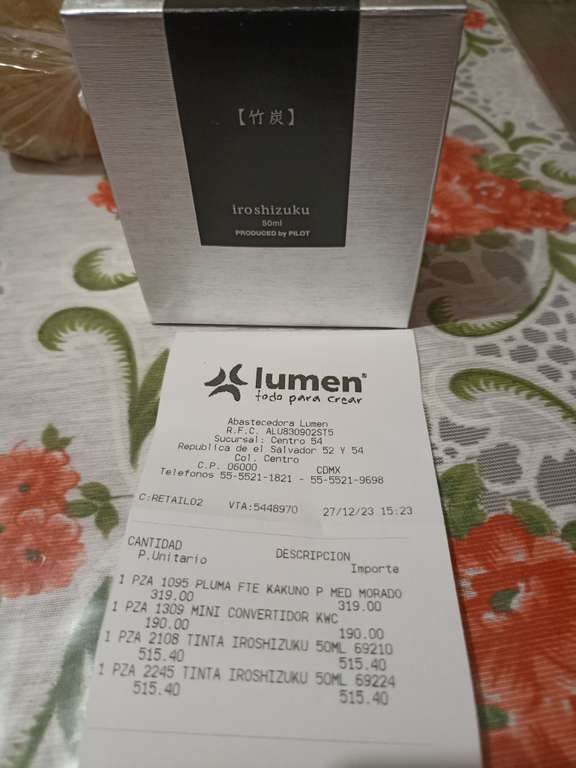 【竹炭】
iroshizuku
50ml
PRODUCED by PILOT
lumen®
todo para crear
Abastecedora Lumen
R.F.C. ALU830902ST5
Sucursal: Centro 54
Republica de el Salvador 52 Y 54
Col. Centro
C.P. 06000 CDMX
Telefonos 55-5521-1821 - 55-5521-9698
C:RETAIL02 VTA:5448970 27/12/23 15:23
CANTIDAD DESCRIPCION
P.Unitario Importe
1 PZA 1095 PLUMA FTE KAKUNO P MED MORADO
319.00 319.00
1 PZA 1309 MINI CONVERTIDOR KWC
190.00 190.00
1 PZA 2108 TINTA IROSHIZUKU 50ML 69210
515.40 515.40
1 PZA 2245 TINTA IROSHIZUKU 50ML 69224
515.40 515.40